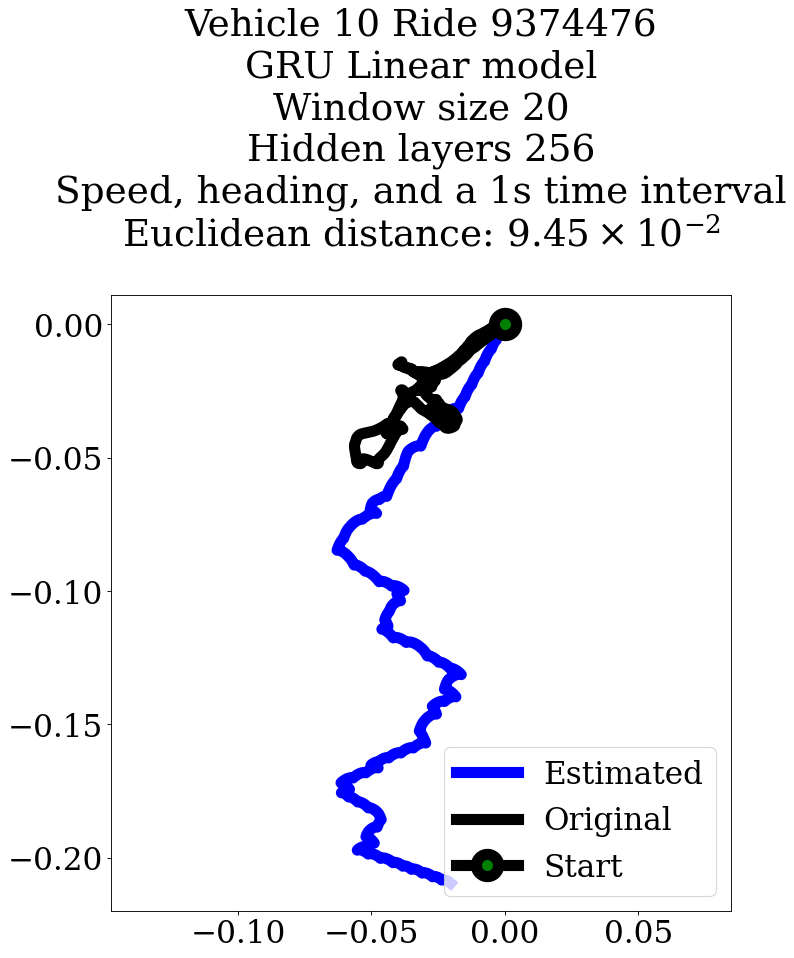 Vehicle 10 Ride 9374476
GRU Linear model
Window size 20
Hidden layers 256
Speed, heading, and a 1s time interval
Euclidean distance: 9.45 × 10⁻²
0.00
−0.05
−0.10
−0.15
−0.20
Estimated
Original
Start
−0.10 −0.05 0.00 0.05